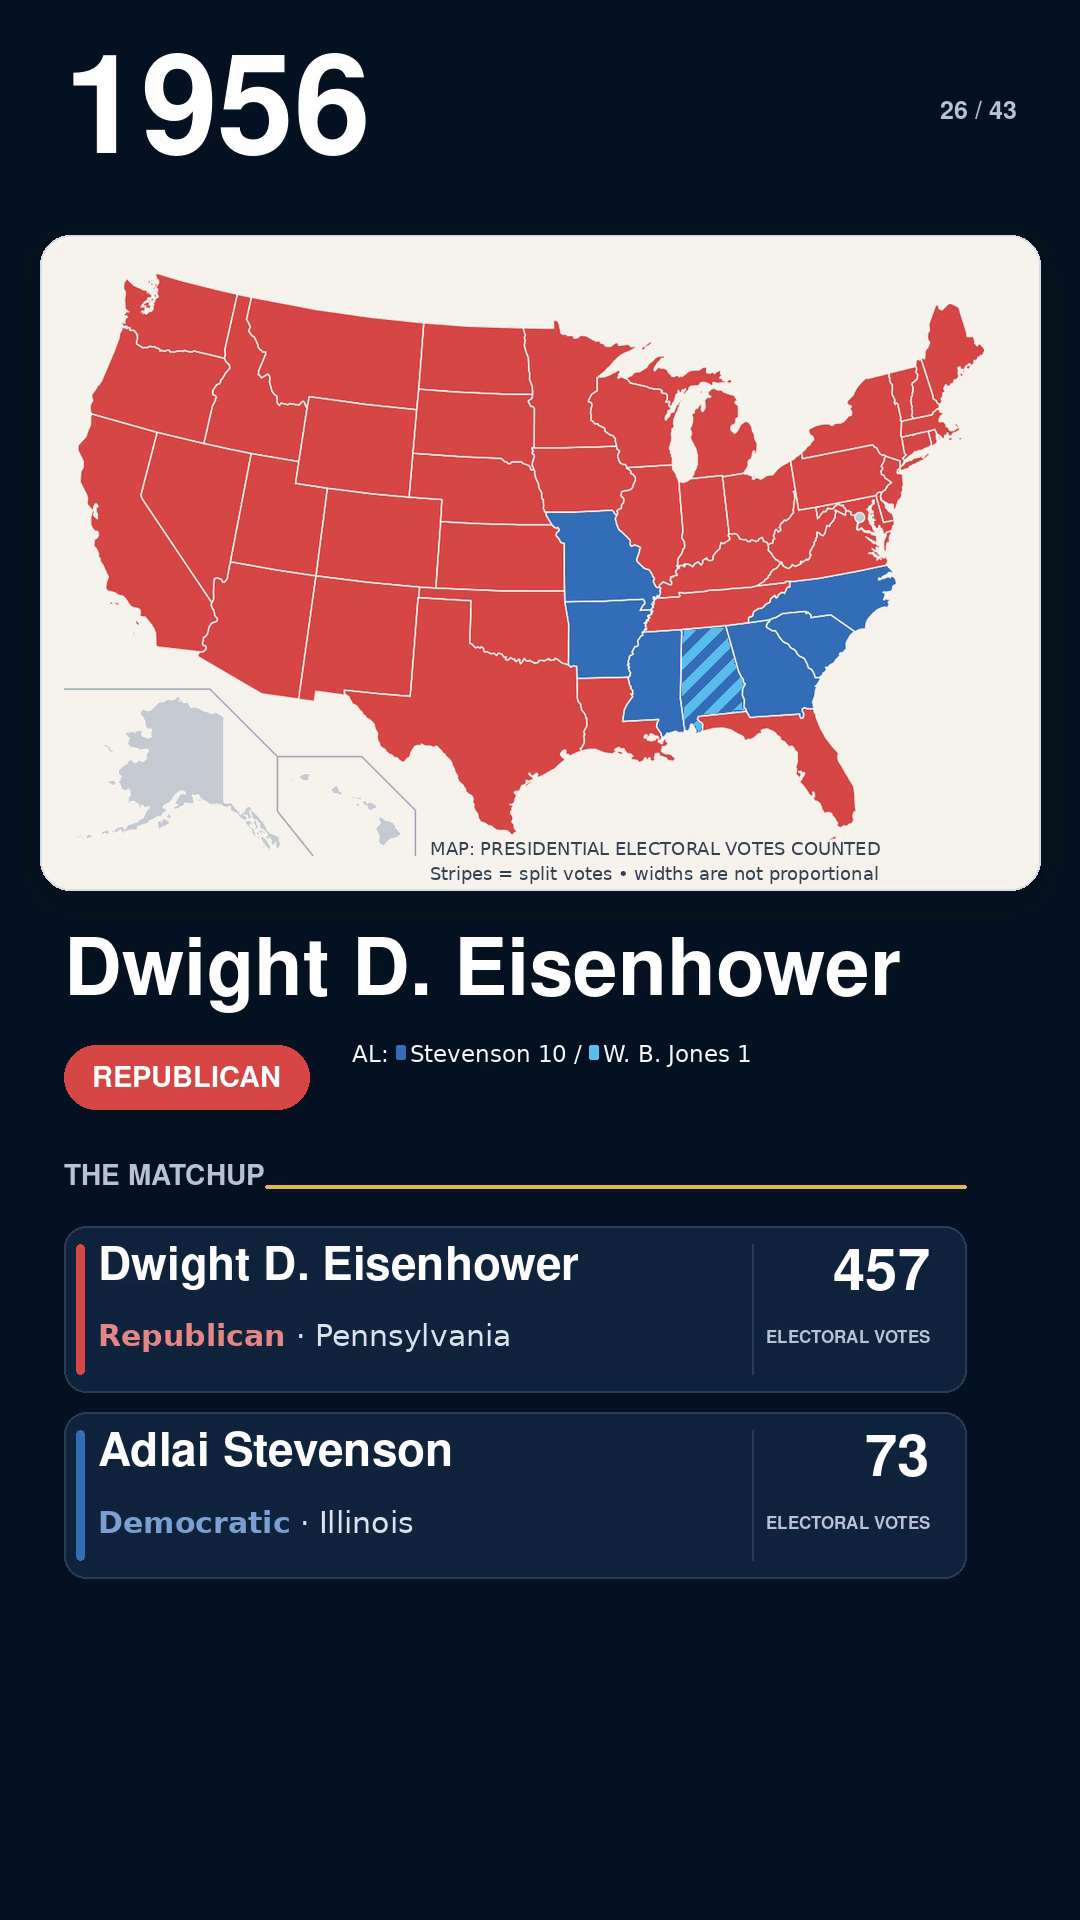 1956
26 / 43
MAP: PRESIDENTIAL ELECTORAL VOTES COUNTED
Stripes = split votes • widths are not proportional
Dwight D. Eisenhower
REPUBLICAN
AL: Stevenson 10 / W. B. Jones 1
THE MATCHUP
Dwight D. Eisenhower
457
Republican · Pennsylvania
ELECTORAL VOTES
Adlai Stevenson
73
Democratic · Illinois
ELECTORAL VOTES